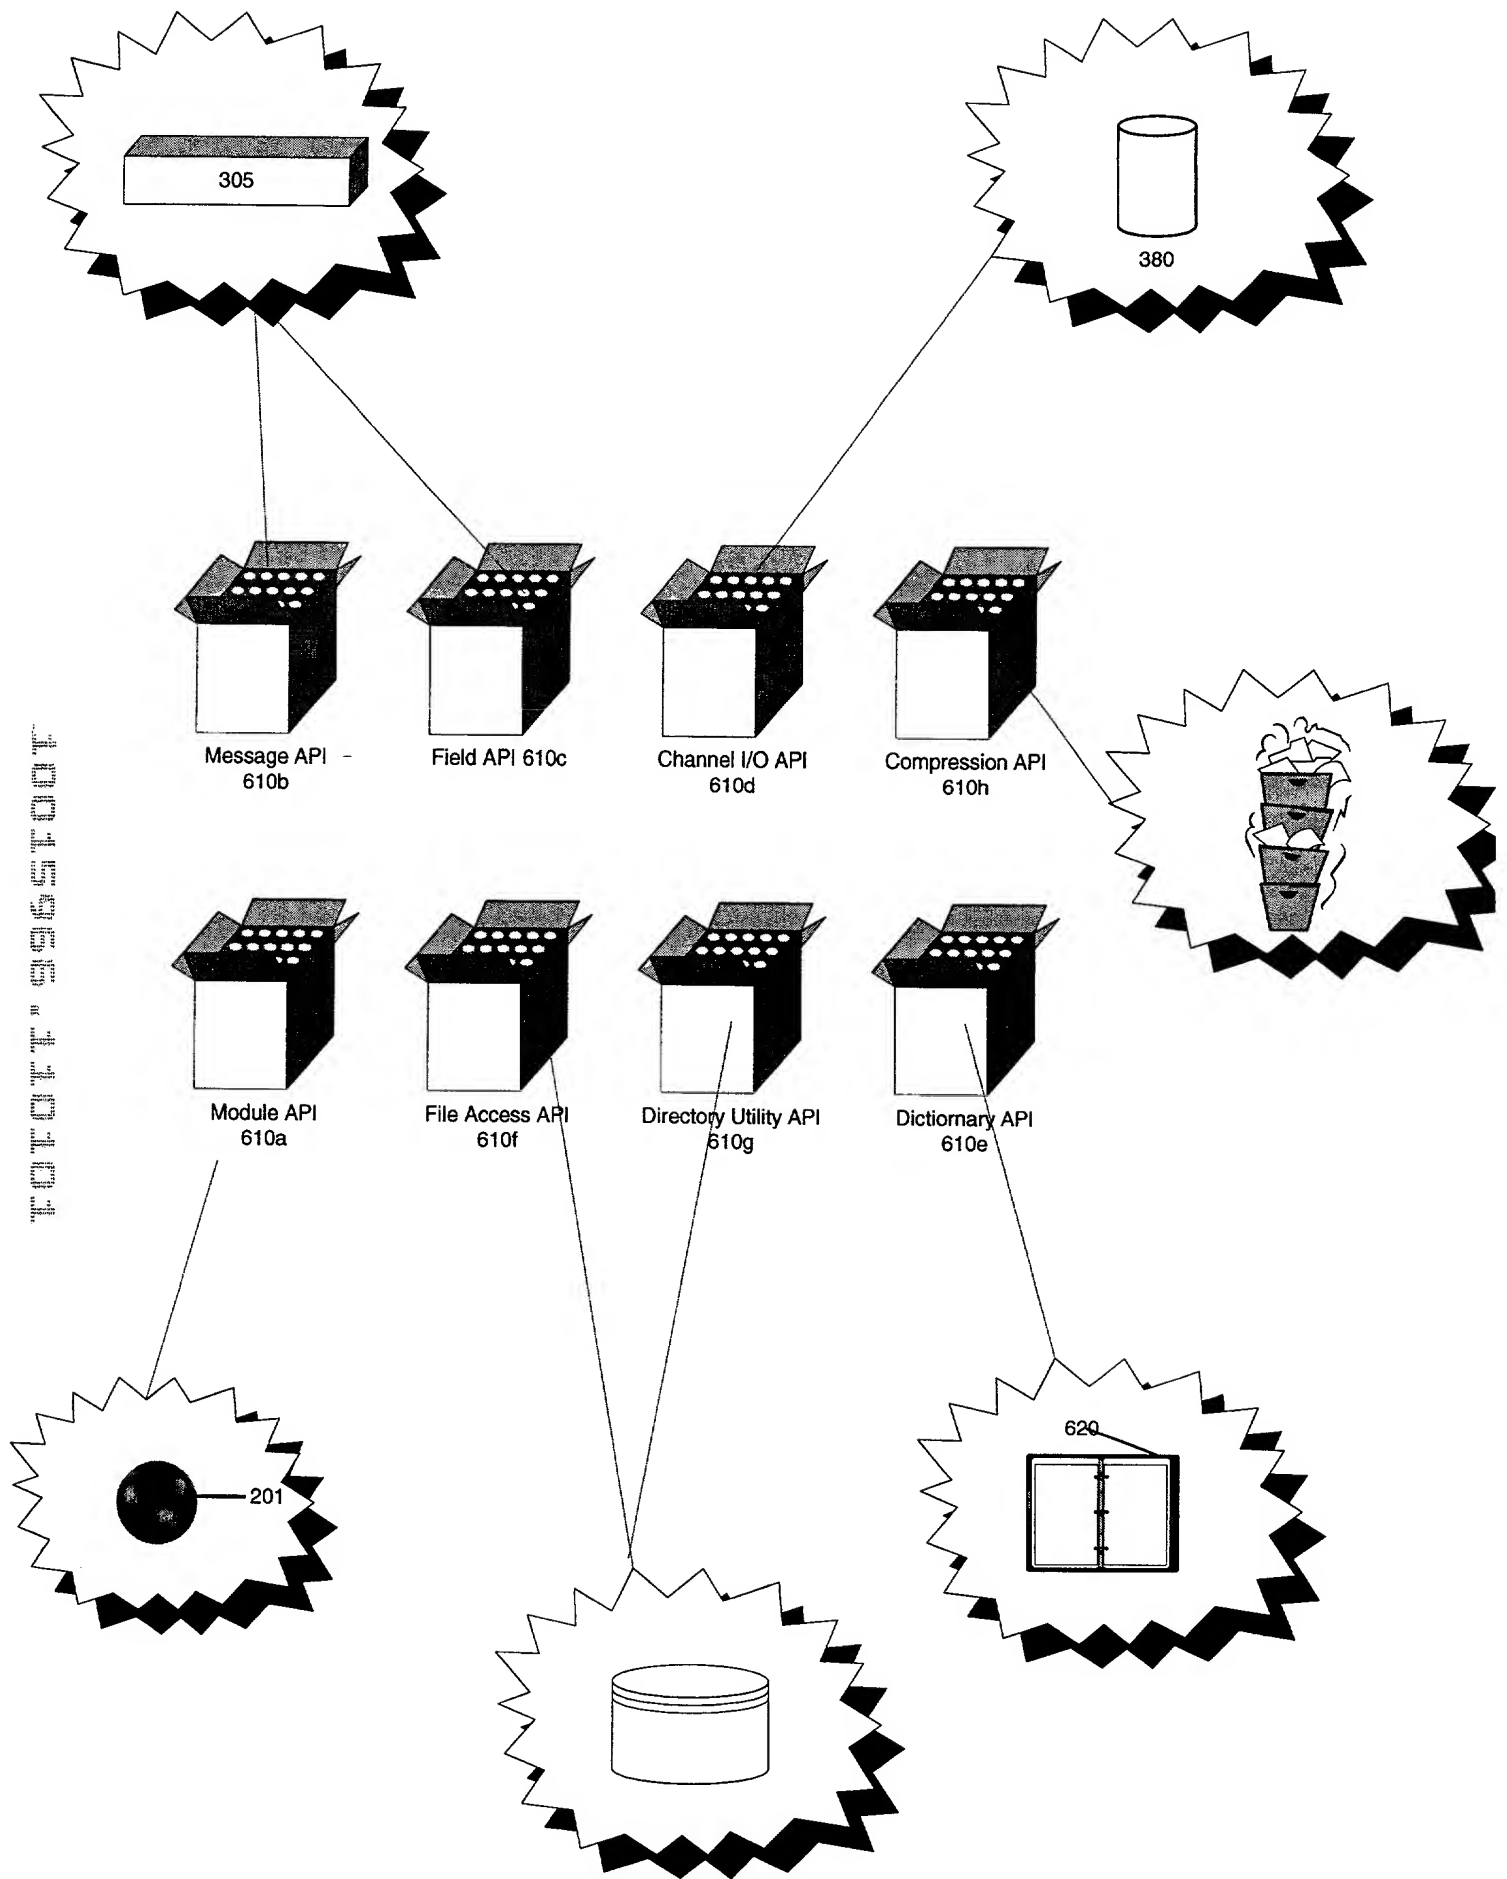 305
380
Message API
610b
Field API 610c
Channel I/O API
610d
Compression API
610h
Module API
610a
File Access API
610f
Directory Utility API
610g
Dictiornary API
610e
620
201